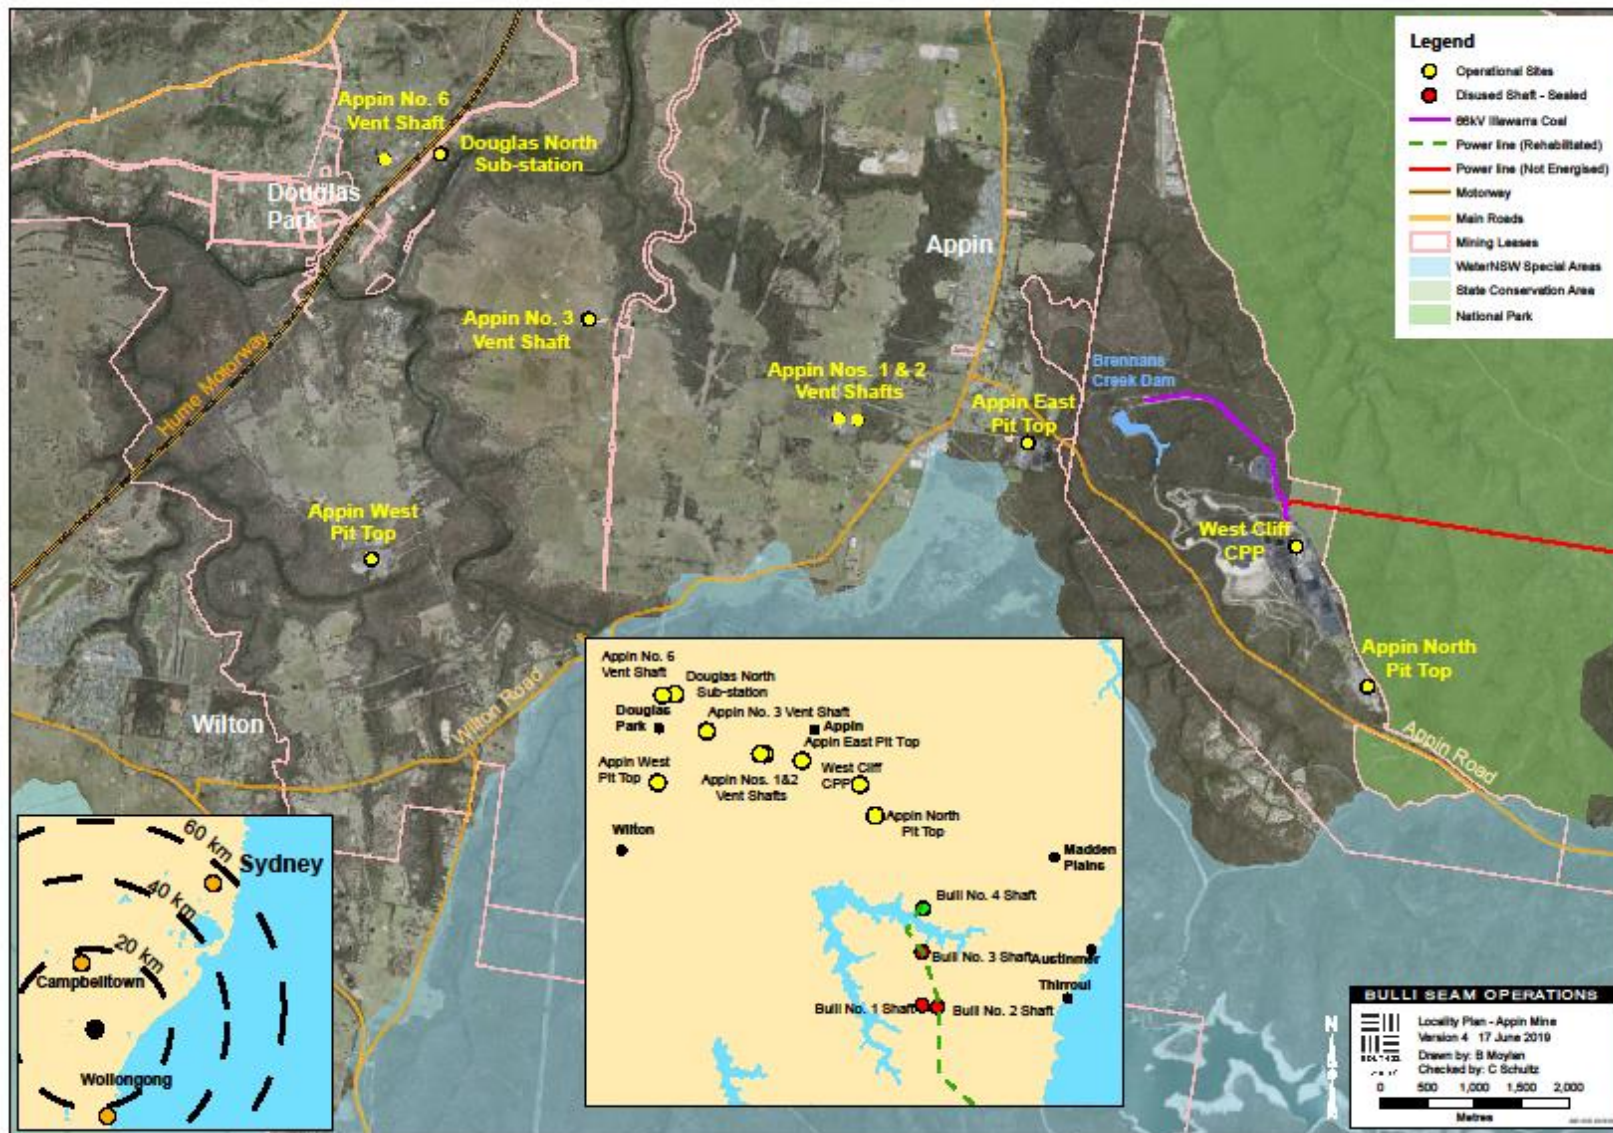 Appin No. 6
Vent Shaft
Douglas North
Sub-station
Douglas
Park
Appin
Appin No. 3
Vent Shaft
Hume Motorway
Appin Nos. 1 & 2
Vent Shafts
Appin East
Pit Top
Brennans
Creek Dam
Appin West
Pit Top
West Cliff
CPP
Appin North
Pit Top
Wilton
Wilton Road
Appin Road
Legend
Operational Sites
Disused Shaft - Sealed
66kV Illawarra Coal
Power line (Rehabilitated)
Power line (Not Energised)
Motorway
Main Roads
Mining Leases
WaterNSW Special Areas
State Conservation Area
National Park
Appin No. 6
Vent Shaft
Douglas North
Sub-station
Douglas
Park
Appin No. 3 Vent Shaft
Appin
Appin East Pit Top
Appin West
Pit Top
Appin Nos. 1&2
Vent Shafts
West Cliff
CPP
Appin North
Pit Top
Wilton
Madden
Plains
Bulli No. 4 Shaft
Bulli No. 3 Shaft
Austinmer
Thirroul
Bulli No. 1 Shaft
Bulli No. 2 Shaft
60 km
Sydney
40 km
20 km
Campbelltown
Wollongong
BULLI SEAM OPERATIONS
Locality Plan - Appin Mine
Version 4 17 June 2019
Drawn by: B Moylan
Checked by: C Schultz
0 500 1,000 1,500 2,000
Metres